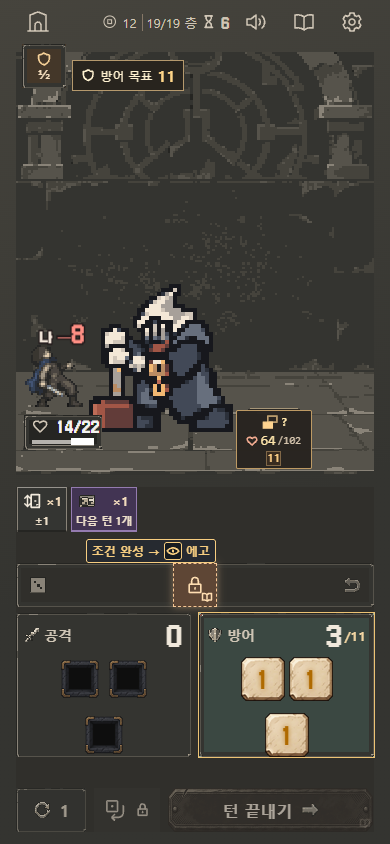 12 19/19 층 6
½
방어 목표 11
나 -8
14/22
?
64/102
11
×1
±1
×1
다음 턴 1개
조건 완성 → 예고
공격 0
방어 3/11
1 1
1
1
턴 끝내기 →